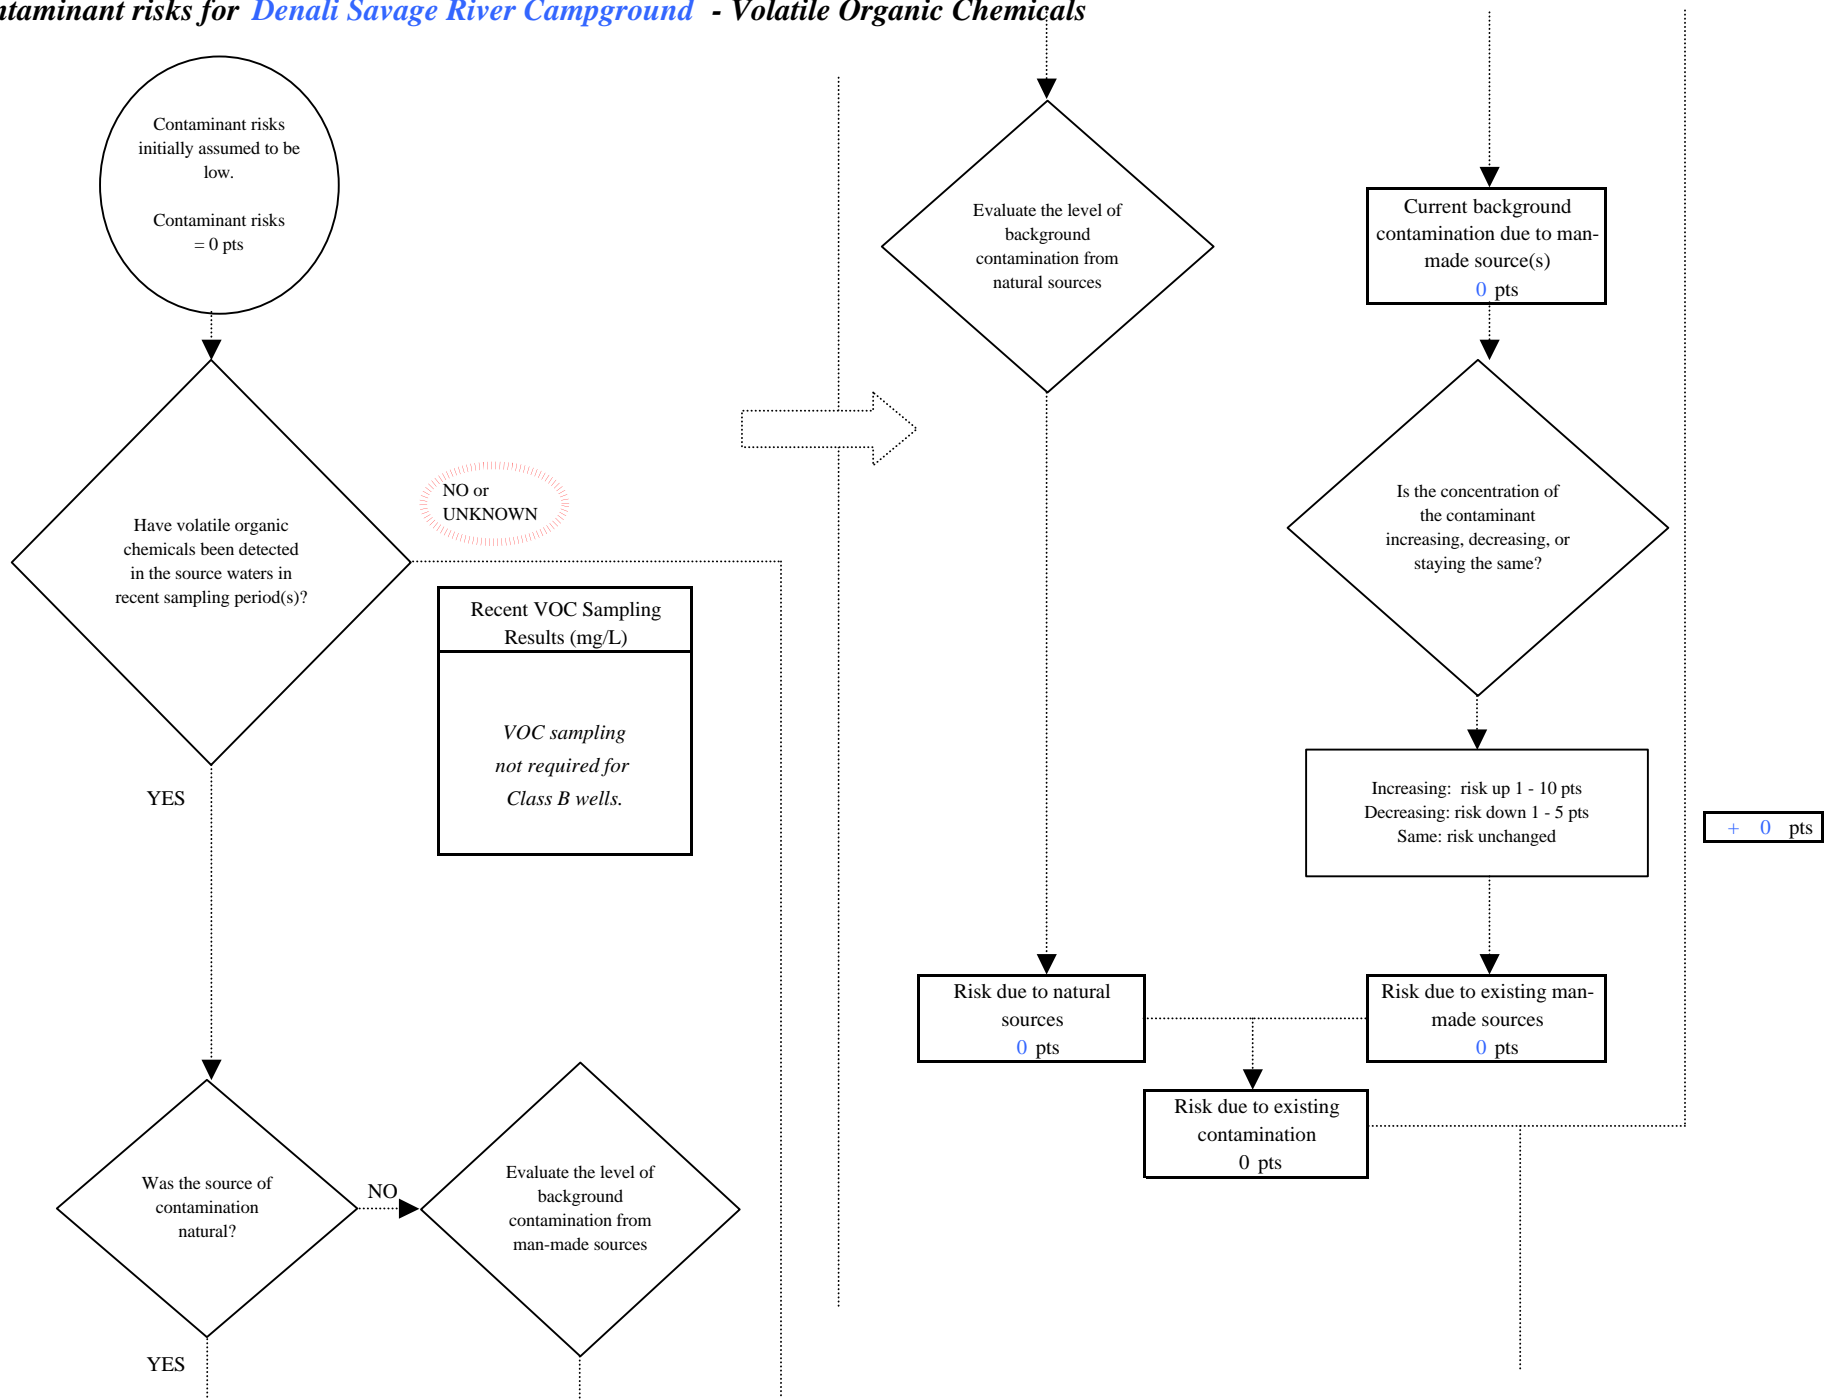 ntaminant risks for Denali Savage River Campground - Volatile Organic Chemicals
Contaminant risks
initially assumed to be
low.
Contaminant risks
= 0 pts
Have volatile organic
chemicals been detected
in the source waters in
recent sampling period(s)?
NO or
UNKNOWN
Recent VOC Sampling
Results (mg/L)
VOC sampling
not required for
Class B wells.
YES
Was the source of
contamination
natural?
NO
Evaluate the level of
background
contamination from
man-made sources
YES
Evaluate the level of
background
contamination from
natural sources
Current background
contamination due to man-
made source(s)
0 pts
Is the concentration of
the contaminant
increasing, decreasing, or
staying the same?
Increasing: risk up 1 - 10 pts
Decreasing: risk down 1 - 5 pts
Same: risk unchanged
+ 0 pts
Risk due to natural
sources
0 pts
Risk due to existing man-
made sources
0 pts
Risk due to existing
contamination
0 pts